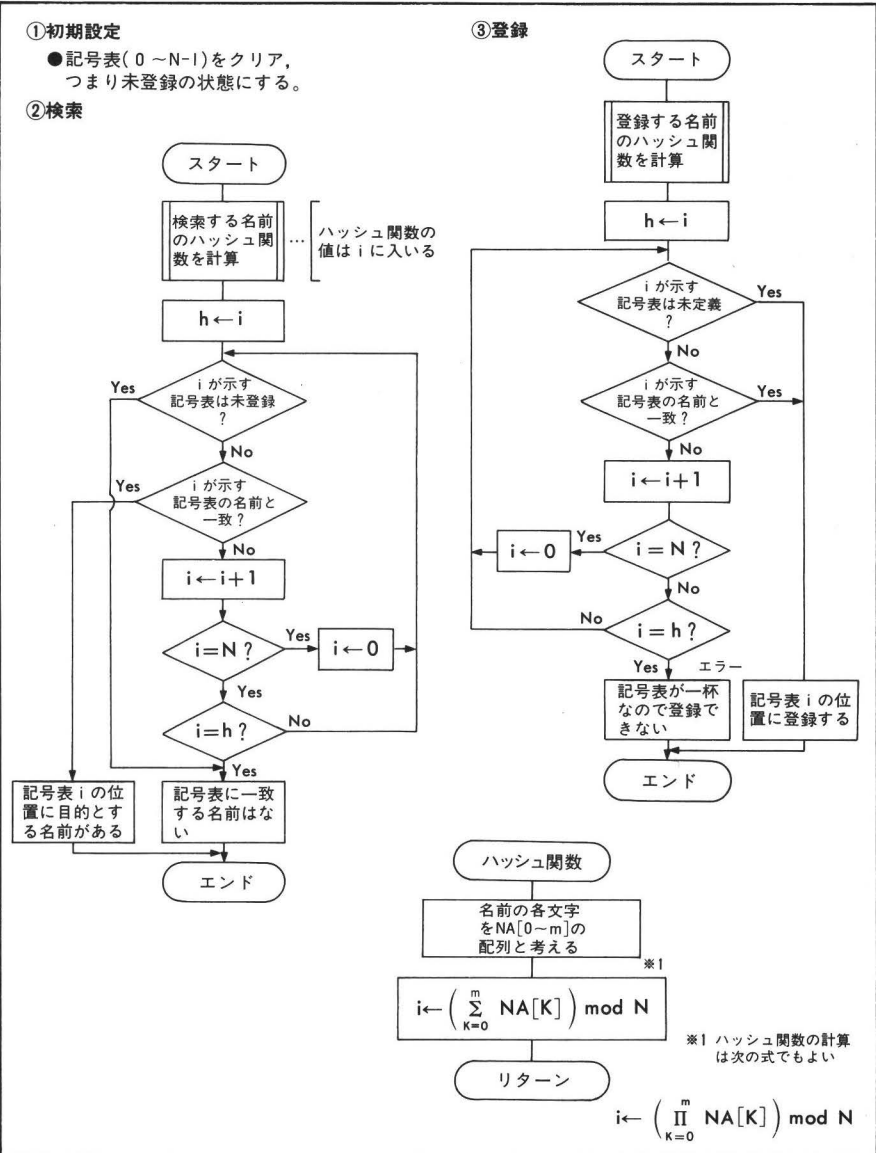 ①初期設定
●記号表(0~N-1)をクリア,
つまり未登録の状態にする。
②検索
スタート
検索する名前
のハッシュ関
数を計算
… ハッシュ関数の
値は i に入いる
h←i
i が示す
記号表は未登録
?
Yes
No
i が示す
記号表の名前と
一致?
Yes
No
i←i+1
i=N?
Yes
i←0
Yes
i=h?
No
Yes
記号表 i の位
置に目的とす
る名前がある
記号表に一致
する名前はな
い
エンド
③登録
スタート
登録する名前
のハッシュ関
数を計算
h←i
i が示す
記号表は未定義
?
Yes
No
i が示す
記号表の名前と
一致?
Yes
No
i←i+1
i=N?
Yes
i←0
No
i=h?
No
Yes
エラー
記号表が一杯
なので登録で
きない
記号表 i の位
置に登録する
エンド
ハッシュ関数
名前の各文字
をNA[0~m]の
配列と考える
※1
i←(Σ_{K=0}^{m} NA[K]) mod N
リターン
※1 ハッシュ関数の計算
は次の式でもよい
i←(Π_{K=0}^{m} NA[K]) mod N